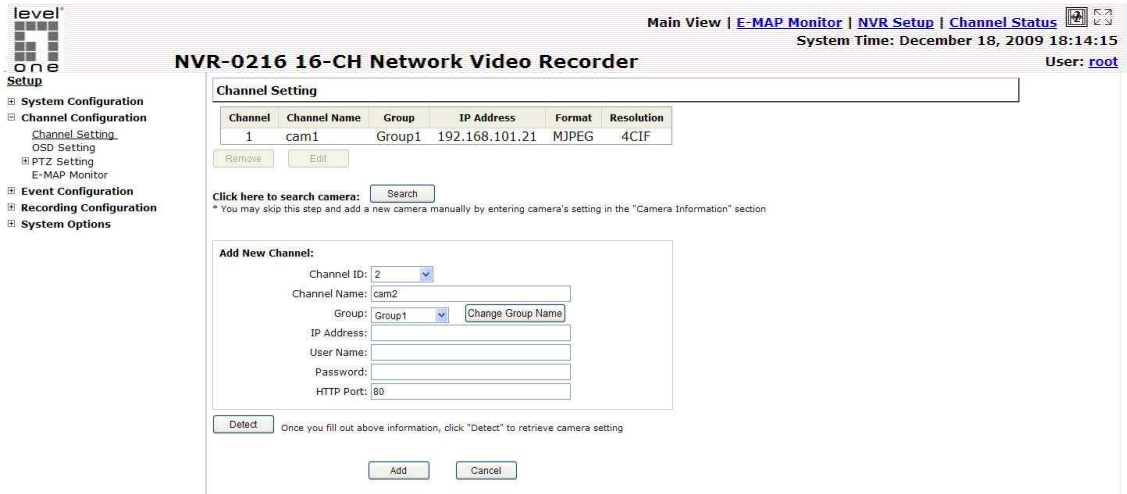 level
one
Main View | E-MAP Monitor | NVR Setup | Channel Status
System Time: December 18, 2009 18:14:15
NVR-0216 16-CH Network Video Recorder
User: root
Setup
System Configuration
Channel Configuration
Channel Setting
OSD Setting
PTZ Setting
E-MAP Monitor
Event Configuration
Recording Configuration
System Options
Channel Setting
Channel Channel Name Group IP Address Format Resolution
1 cam1 Group1 192.168.101.21 MJPEG 4CIF
Remove Edit
Click here to search camera: Search
* You may skip this step and add a new camera manually by entering camera's setting in the "Camera Information" section
Add New Channel:
Channel ID: 2
Channel Name: cam2
Group: Group1 Change Group Name
IP Address:
User Name:
Password:
HTTP Port: 80
Detect Once you fill out above information, click "Detect" to retrieve camera setting
Add Cancel